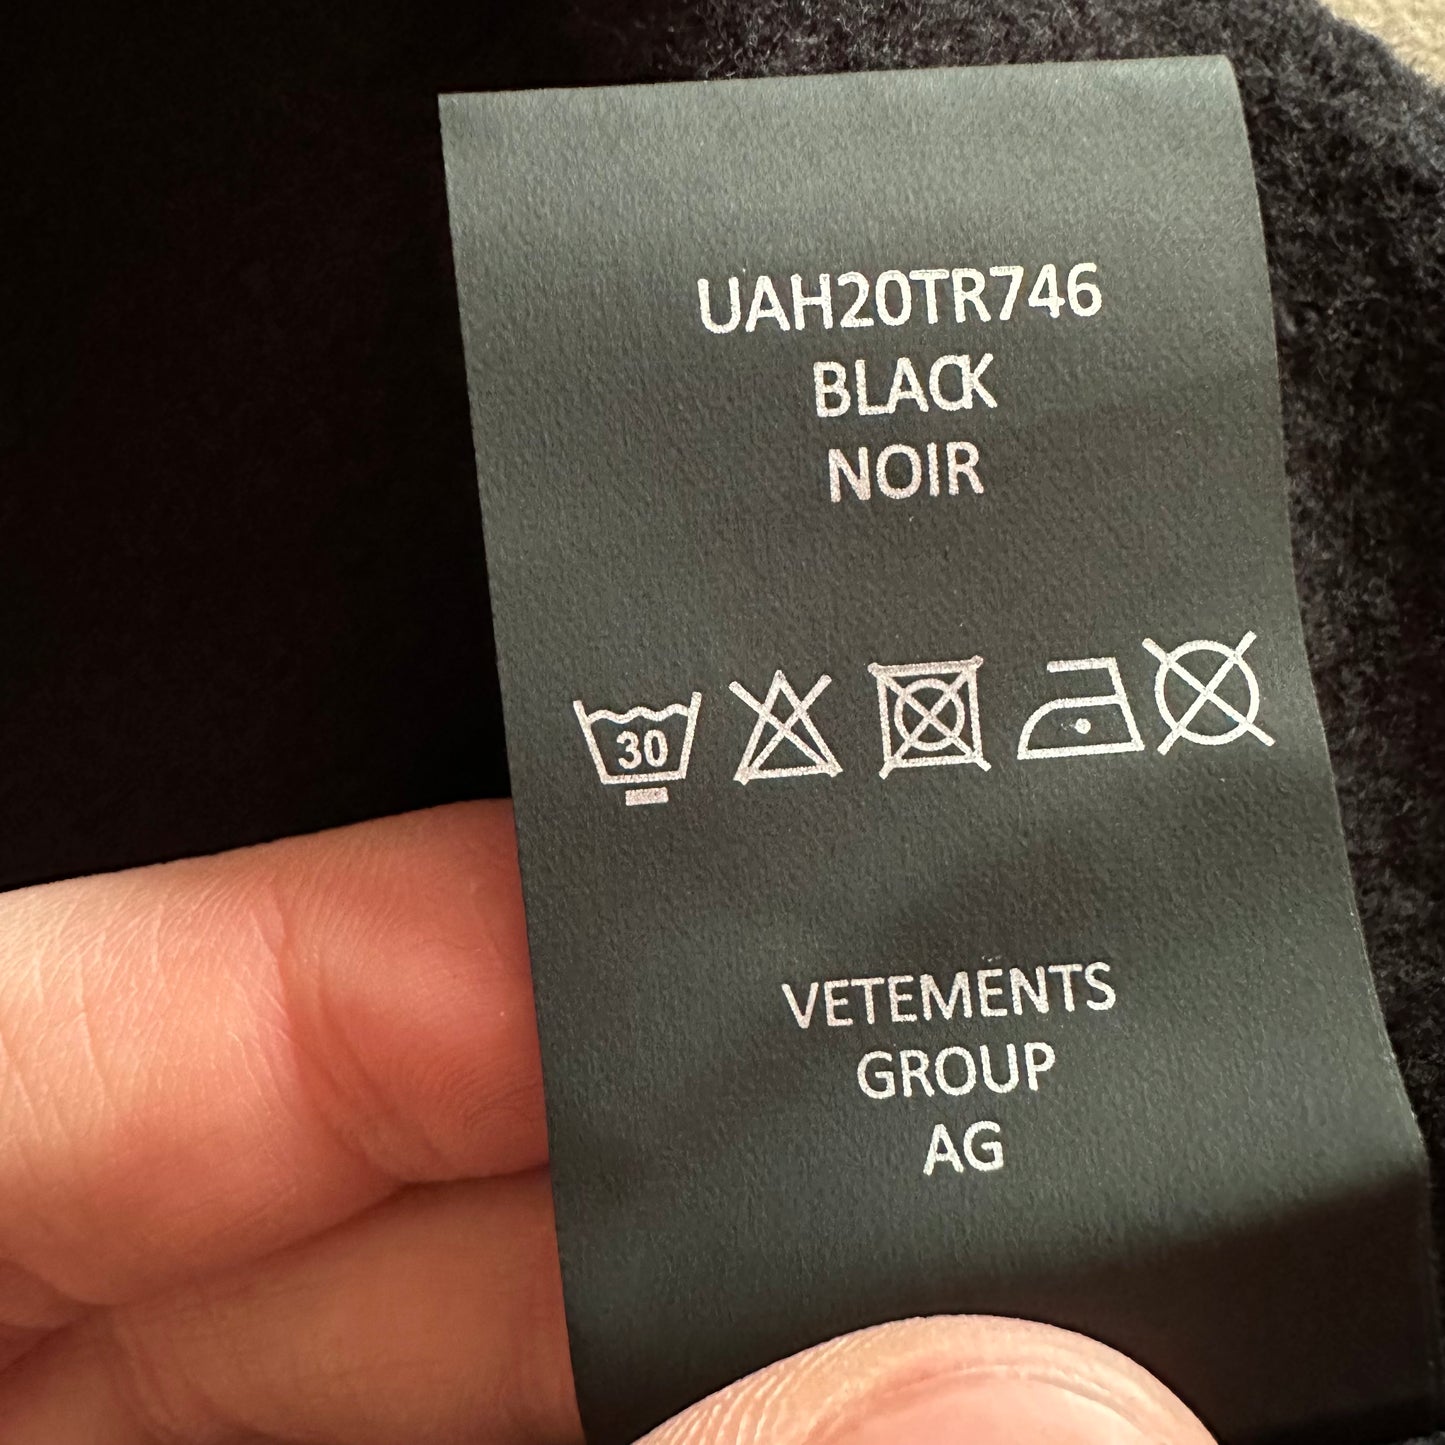 UAH20TR746
BLACK
NOIR
30
VETEMENTS
GROUP
AG